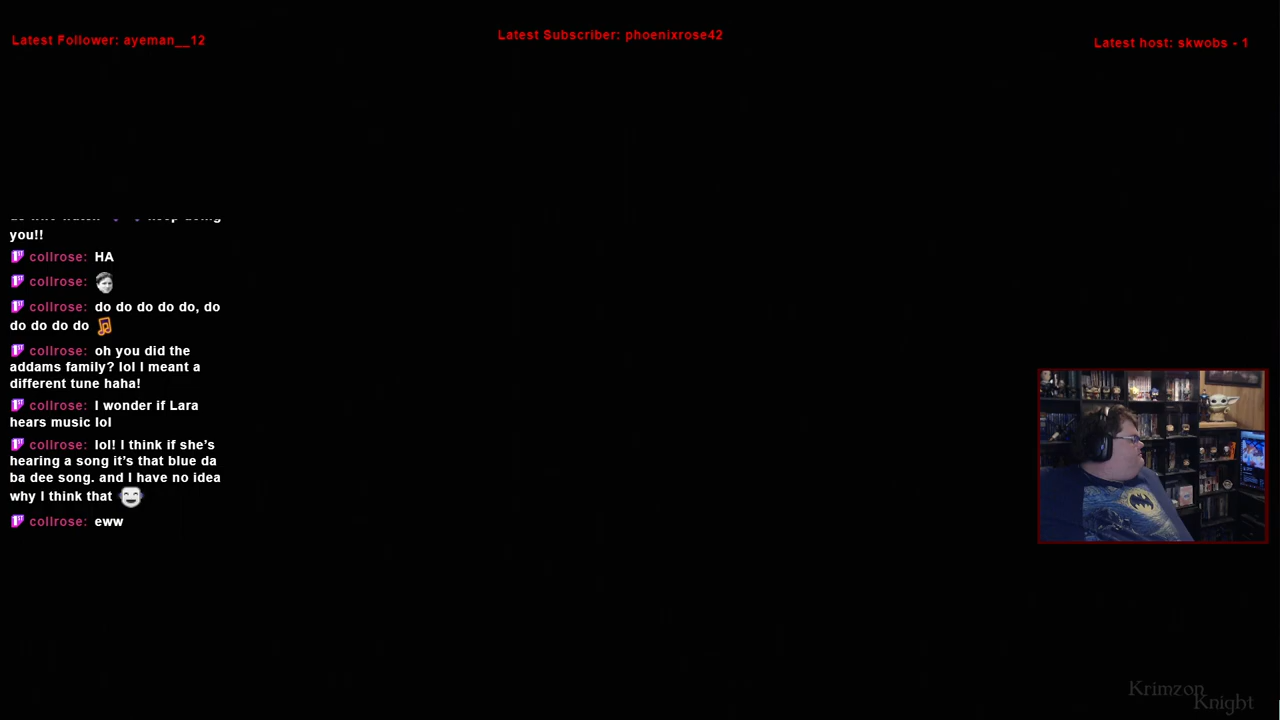 Latest Follower: ayeman__12
Latest Subscriber: phoenixrose42
Latest host: skwobs - 1
you!!
collrose: HA
collrose:
collrose: do do do do do, do
do do do do
collrose: oh you did the
addams family? lol I meant a
different tune haha!
collrose: I wonder if Lara
hears music lol
collrose: lol! I think if she's
hearing a song it's that blue da
ba dee song. and I have no idea
why I think that
collrose: eww
Krimzon
Knight